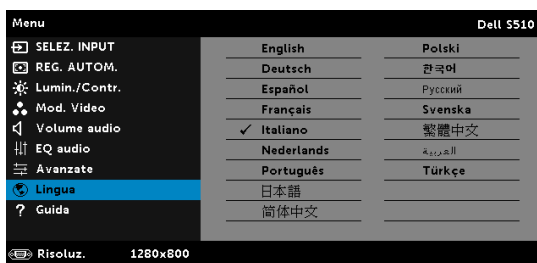 Menu Dell S510
SELEZ. INPUT
REG. AUTOM.
Lumin./Contr.
Mod. Video
Volume audio
EQ audio
Avanzate
Lingua
Guida
English
Deutsch
Español
Français
Italiano
Nederlands
Português
日本語
简体中文
Polski
한국어
Русский
Svenska
繁體中文
العربية
Türkçe
Risoluz. 1280x800